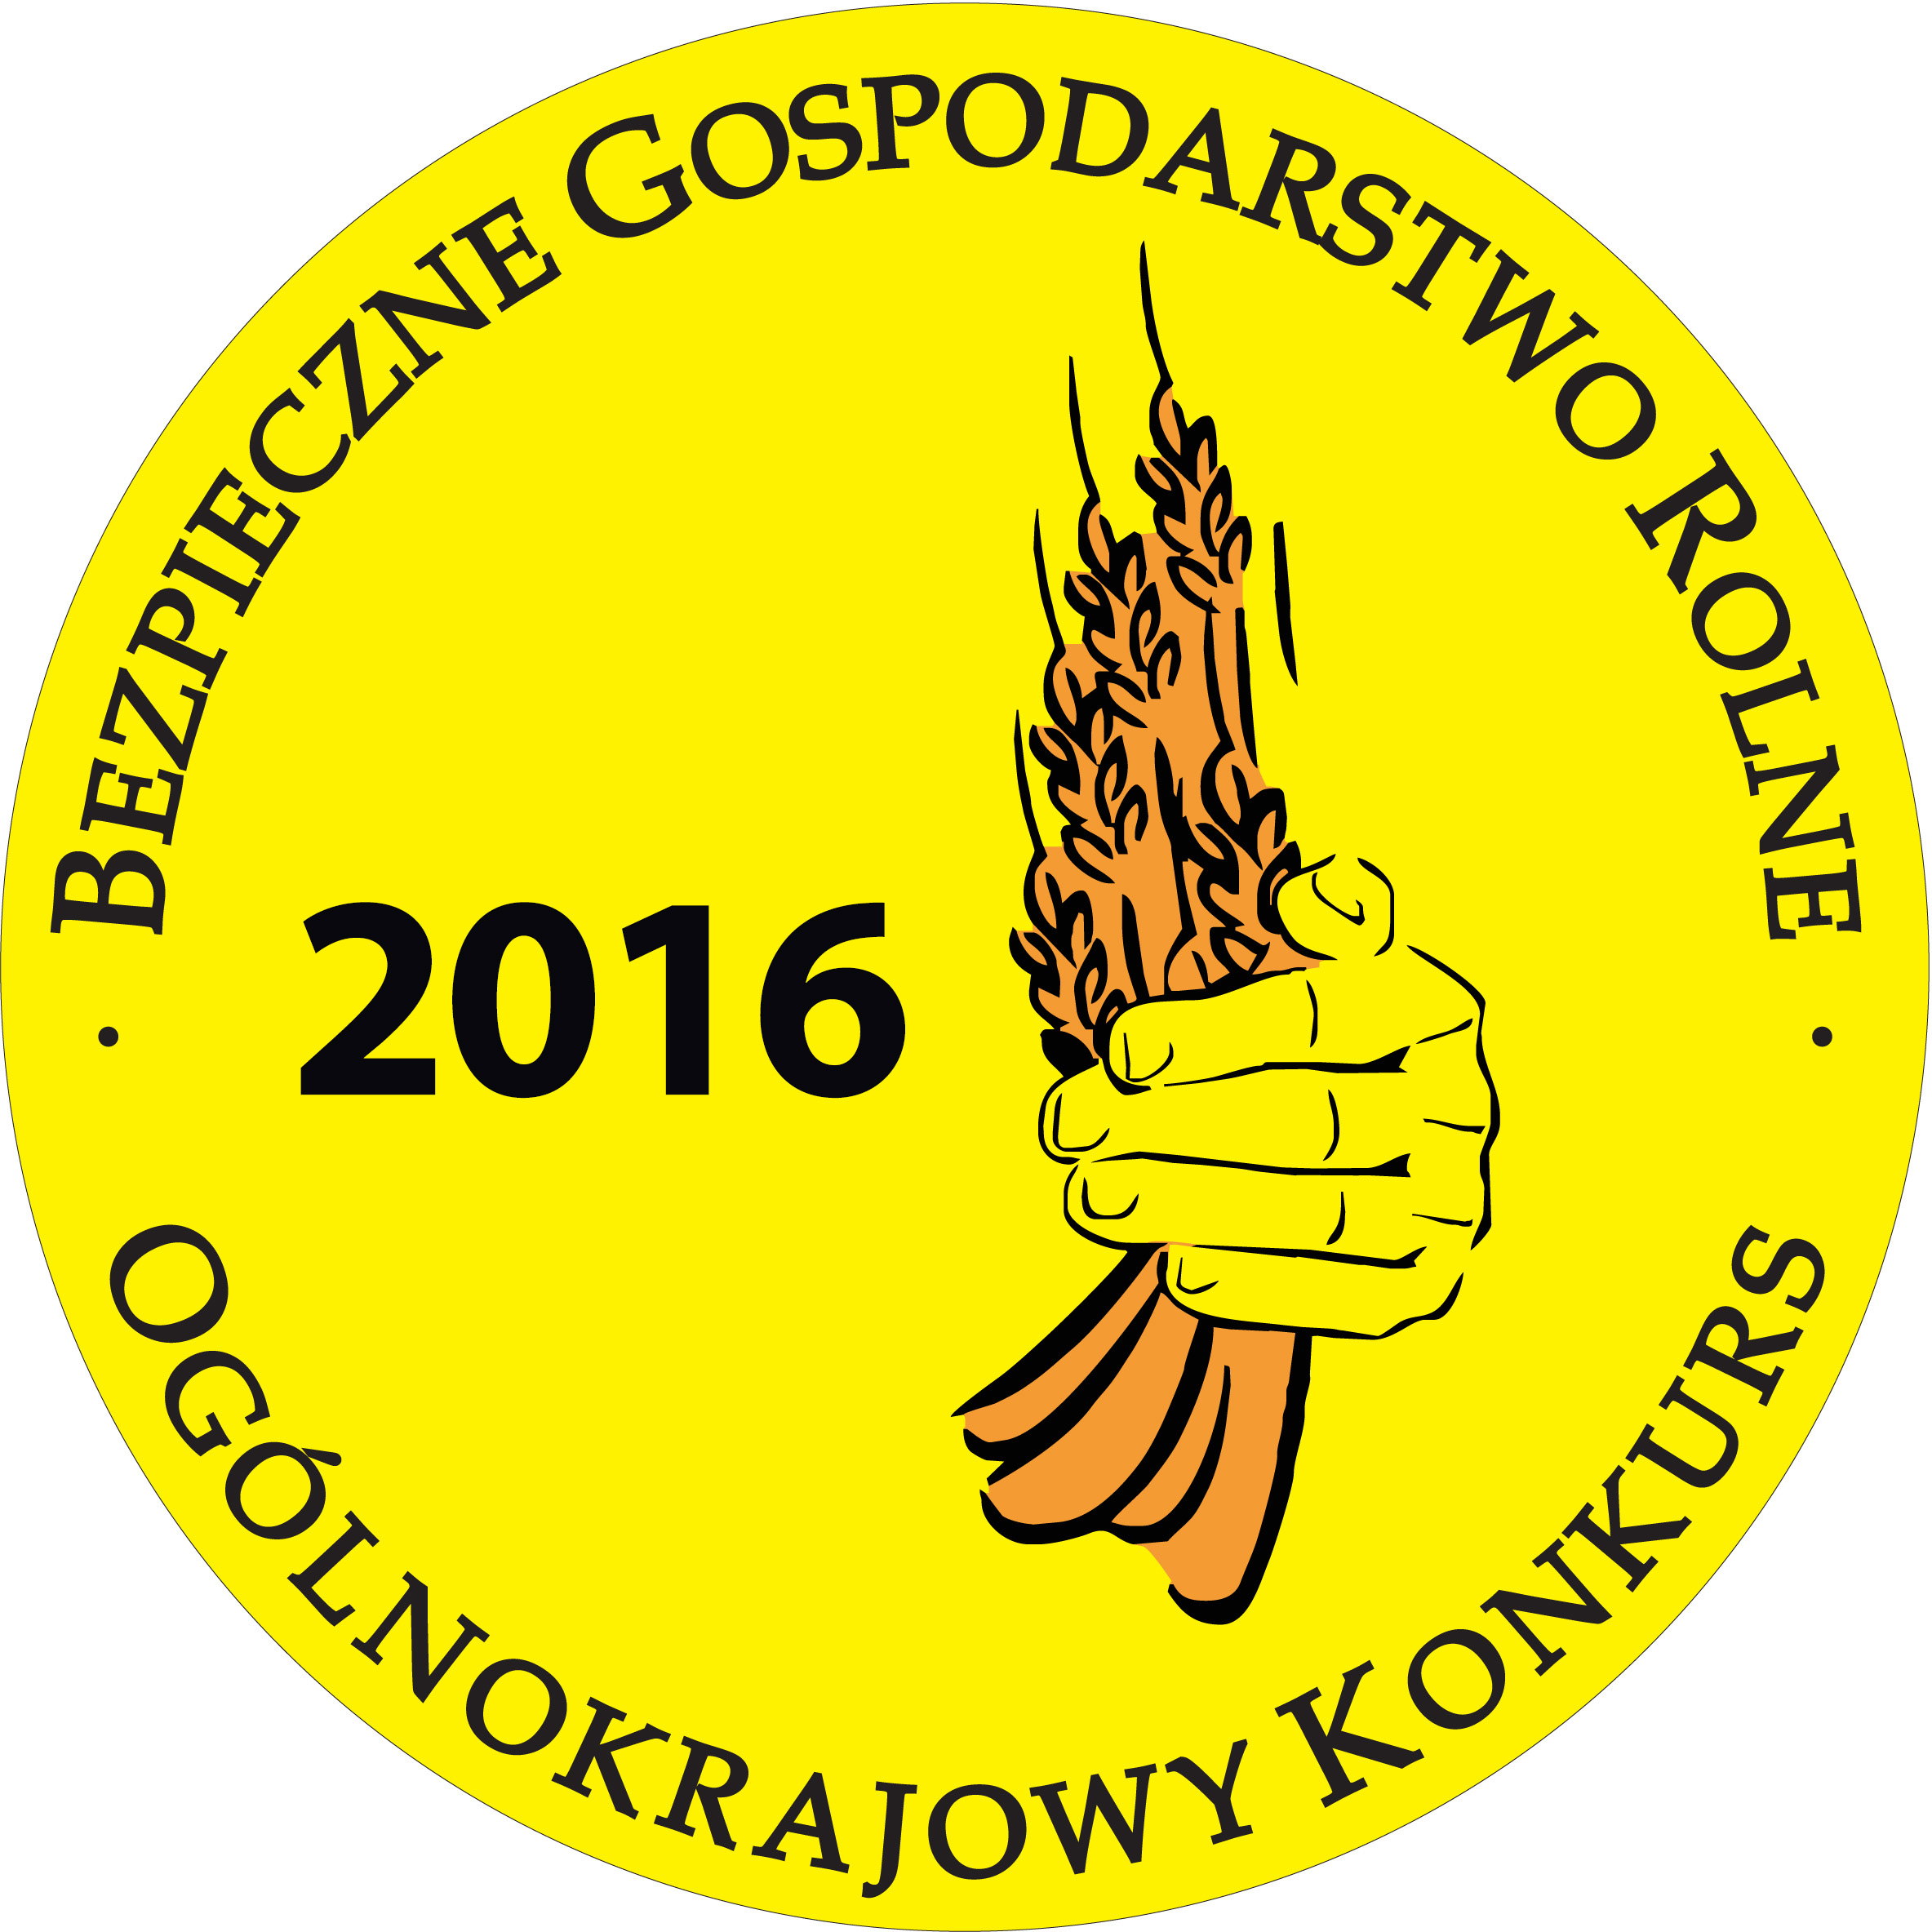 BEZPIECZNE GOSPODARSTWO ROLNE
2016
OGÓLNOKRAJOWY KONKURS